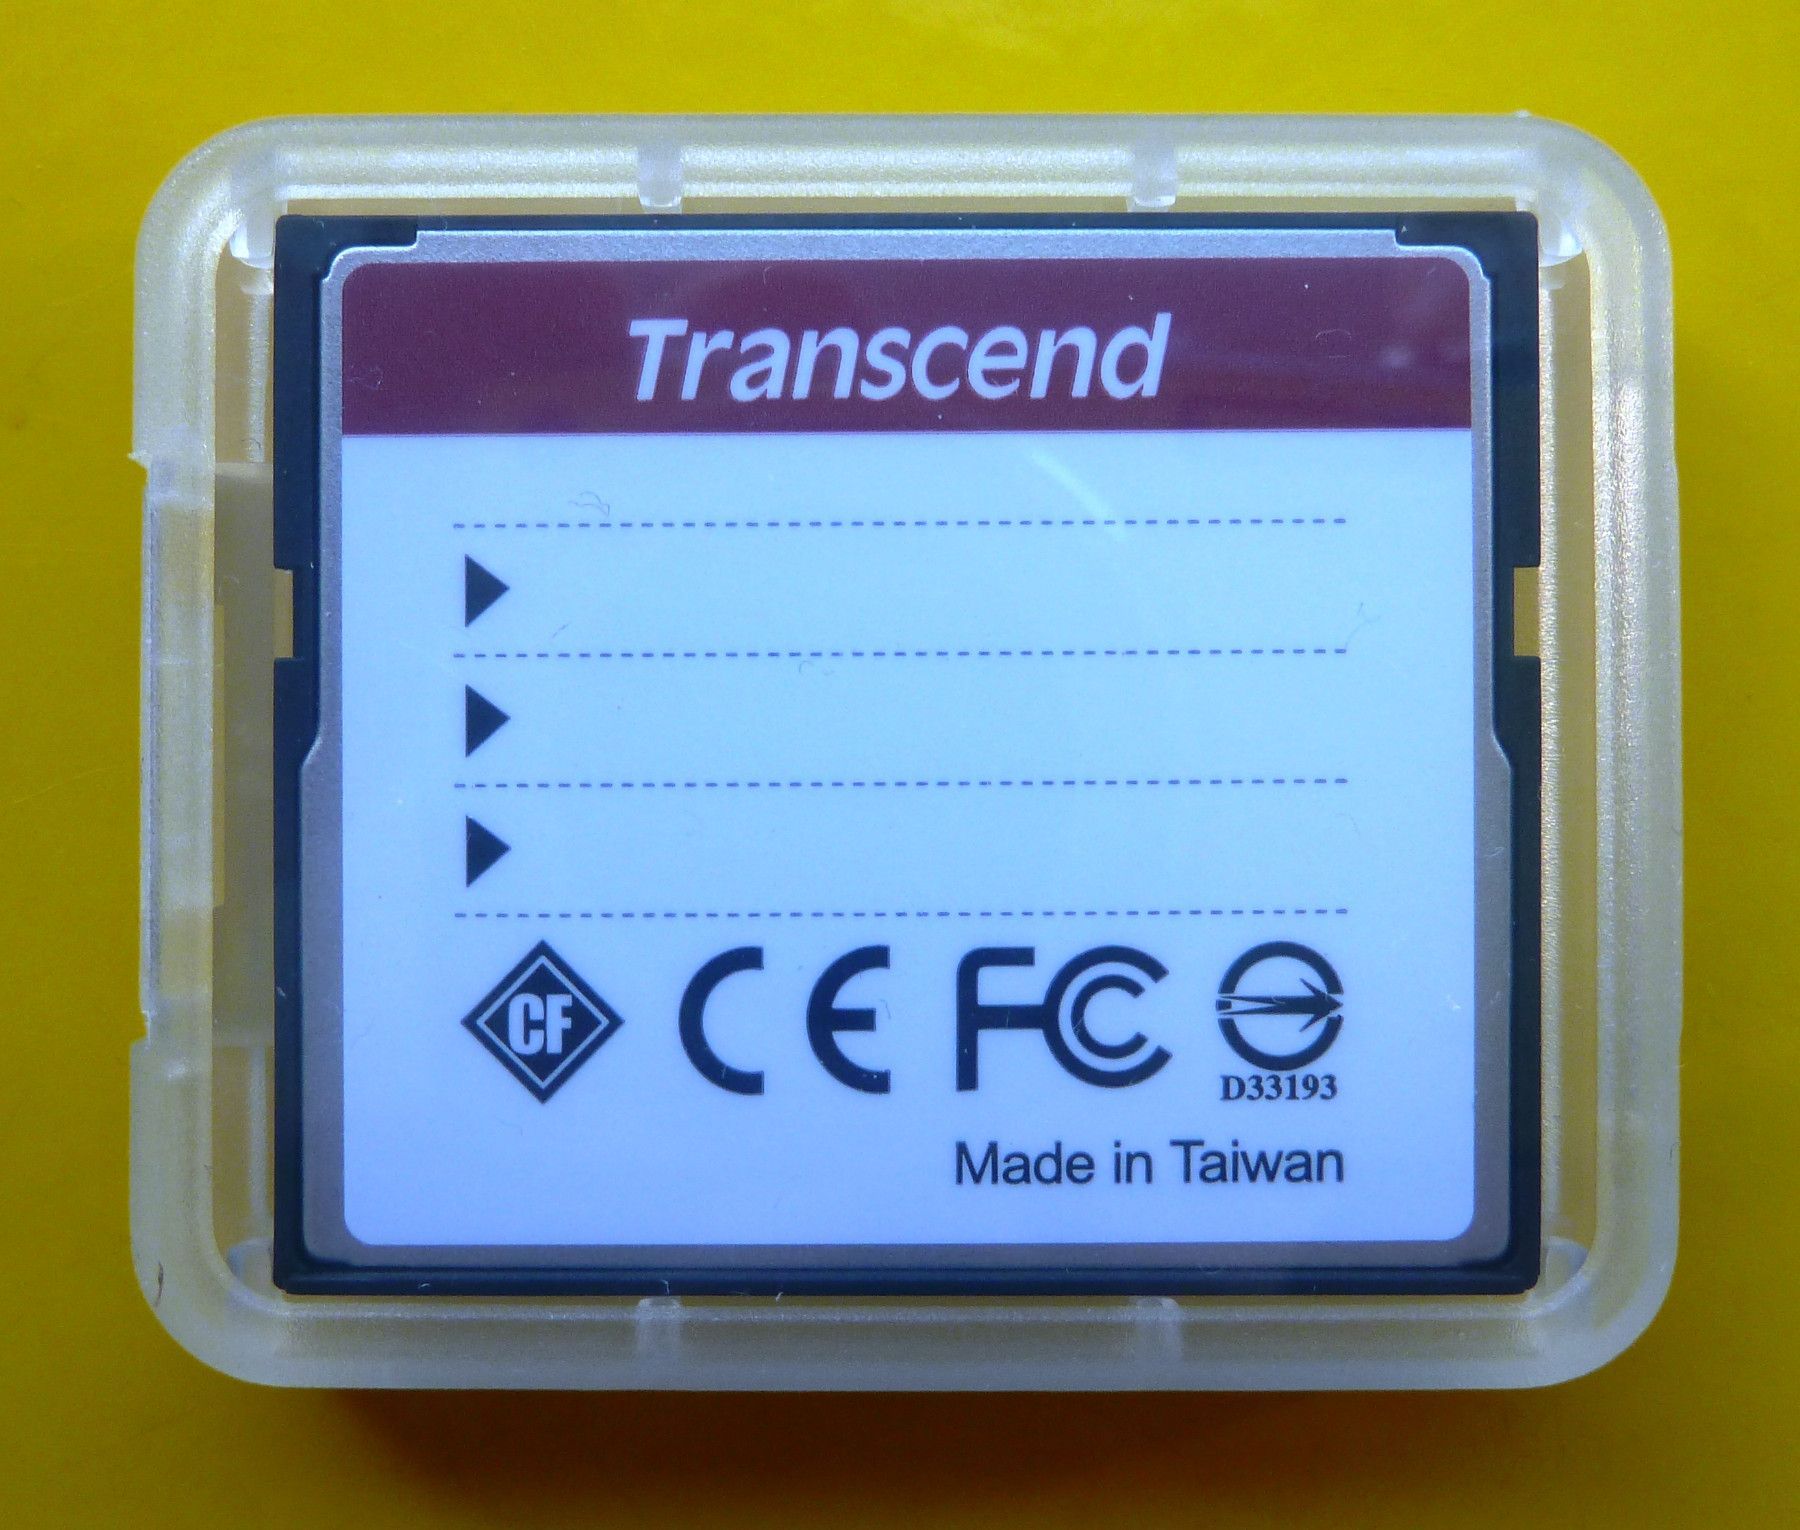 Transcend
CF CE FC
D33193
Made in Taiwan